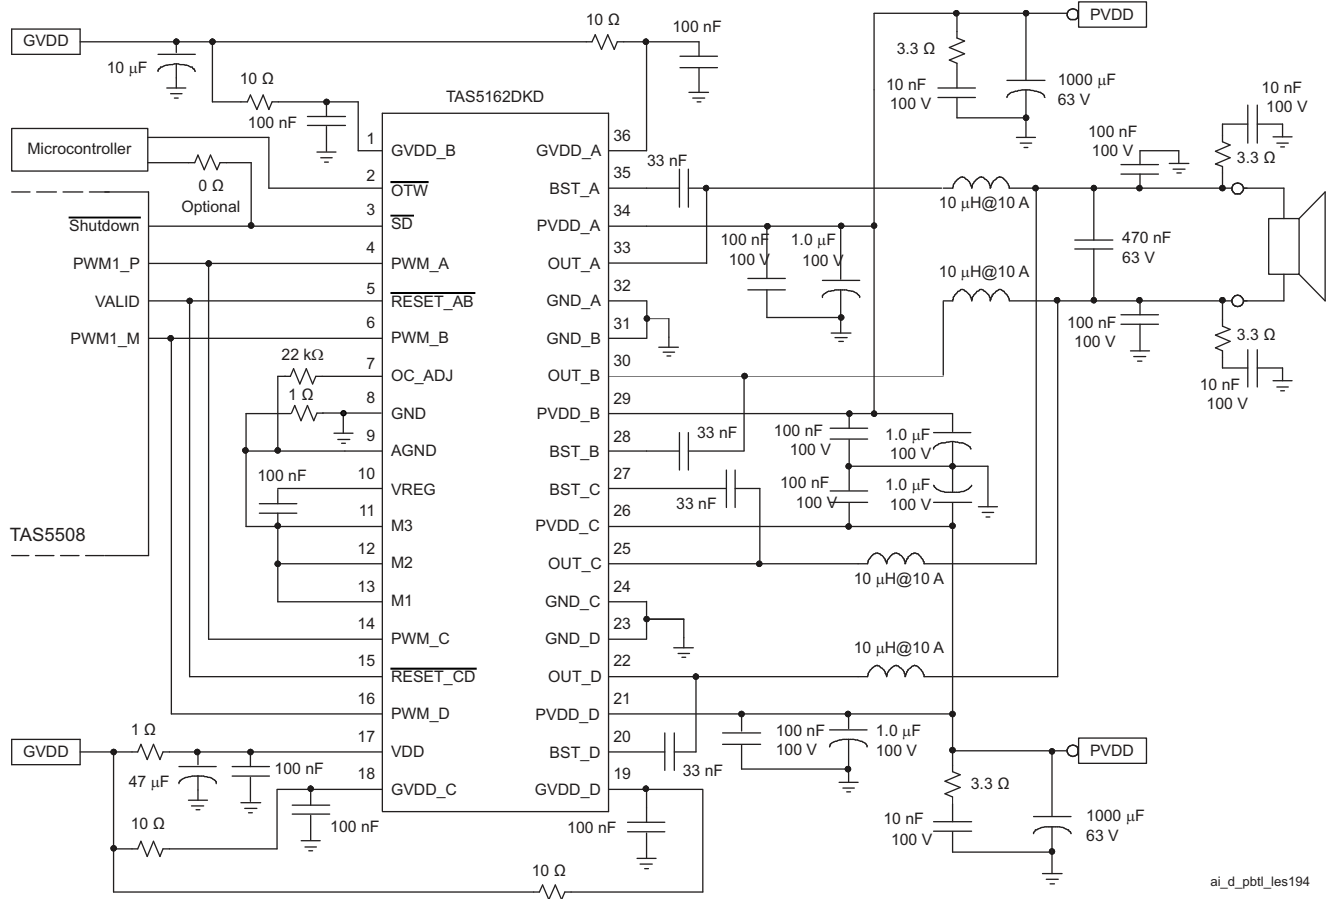 GVDD
10 μF
10 Ω
100 nF
10 Ω
100 nF
PVDD
3.3 Ω
10 nF
100 V
1000 μF
63 V
TAS5162DKD
Microcontroller
0 Ω
Optional
Shutdown
PWM1_P
VALID
PWM1_M
TAS5508
1
GVDD_B
2
OTW
3
SD
4
PWM_A
5
RESET_AB
6
PWM_B
22 kΩ
7
OC_ADJ
1 Ω
8
GND
9
AGND
100 nF
10
VREG
11
M3
12
M2
13
M1
14
PWM_C
15
RESET_CD
16
PWM_D
17
VDD
18
GVDD_C
36
GVDD_A
35
BST_A
34
PVDD_A
33
OUT_A
32
GND_A
31
GND_B
30
OUT_B
29
PVDD_B
28
BST_B
27
BST_C
26
PVDD_C
25
OUT_C
24
GND_C
23
GND_D
22
OUT_D
21
PVDD_D
20
BST_D
19
GVDD_D
33 nF
100 nF
100 V
1.0 μF
100 V
10 μH@10 A
10 μH@10 A
100 nF
100 V
10 nF
100 V
3.3 Ω
470 nF
63 V
100 nF
100 V
3.3 Ω
10 nF
100 V
33 nF
100 nF
100 V
1.0 μF
100 V
33 nF
100 nF
100 V
1.0 μF
100 V
10 μH@10 A
10 μH@10 A
100 nF
100 V
1.0 μF
100 V
33 nF
PVDD
3.3 Ω
10 nF
100 V
1000 μF
63 V
GVDD
1 Ω
47 μF
100 nF
10 Ω
100 nF
100 nF
10 Ω
ai_d_pbtl_les194